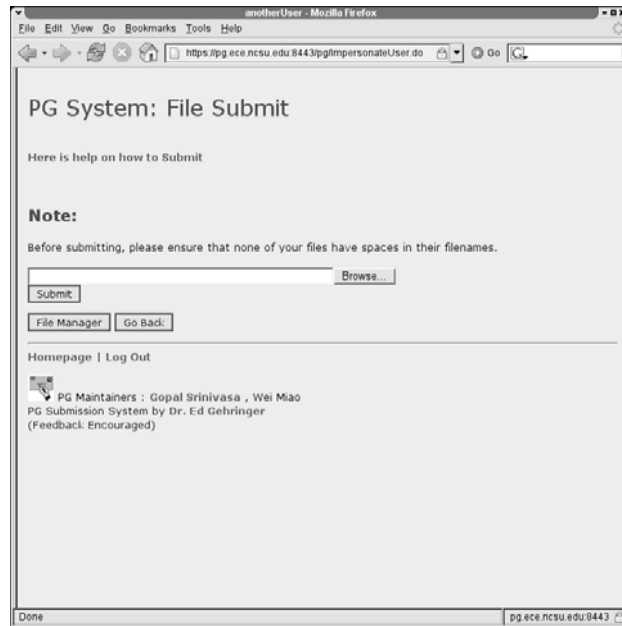 anotherUser - Mozilla Firefox
File Edit View Go Bookmarks Tools Help
https://pg.ece.ncsu.edu:8443/pg/ImpersonateUser.do Go G
PG System: File Submit
Here is help on how to Submit
Note:
Before submitting, please ensure that none of your files have spaces in their filenames.
Browse...
Submit
File Manager Go Back
Homepage | Log Out
PG Maintainers : Gopal Srinivasa , Wei Miao
PG Submission System by Dr. Ed Gehringer
(Feedback Encouraged)
Done pg.ece.ncsu.edu:8443